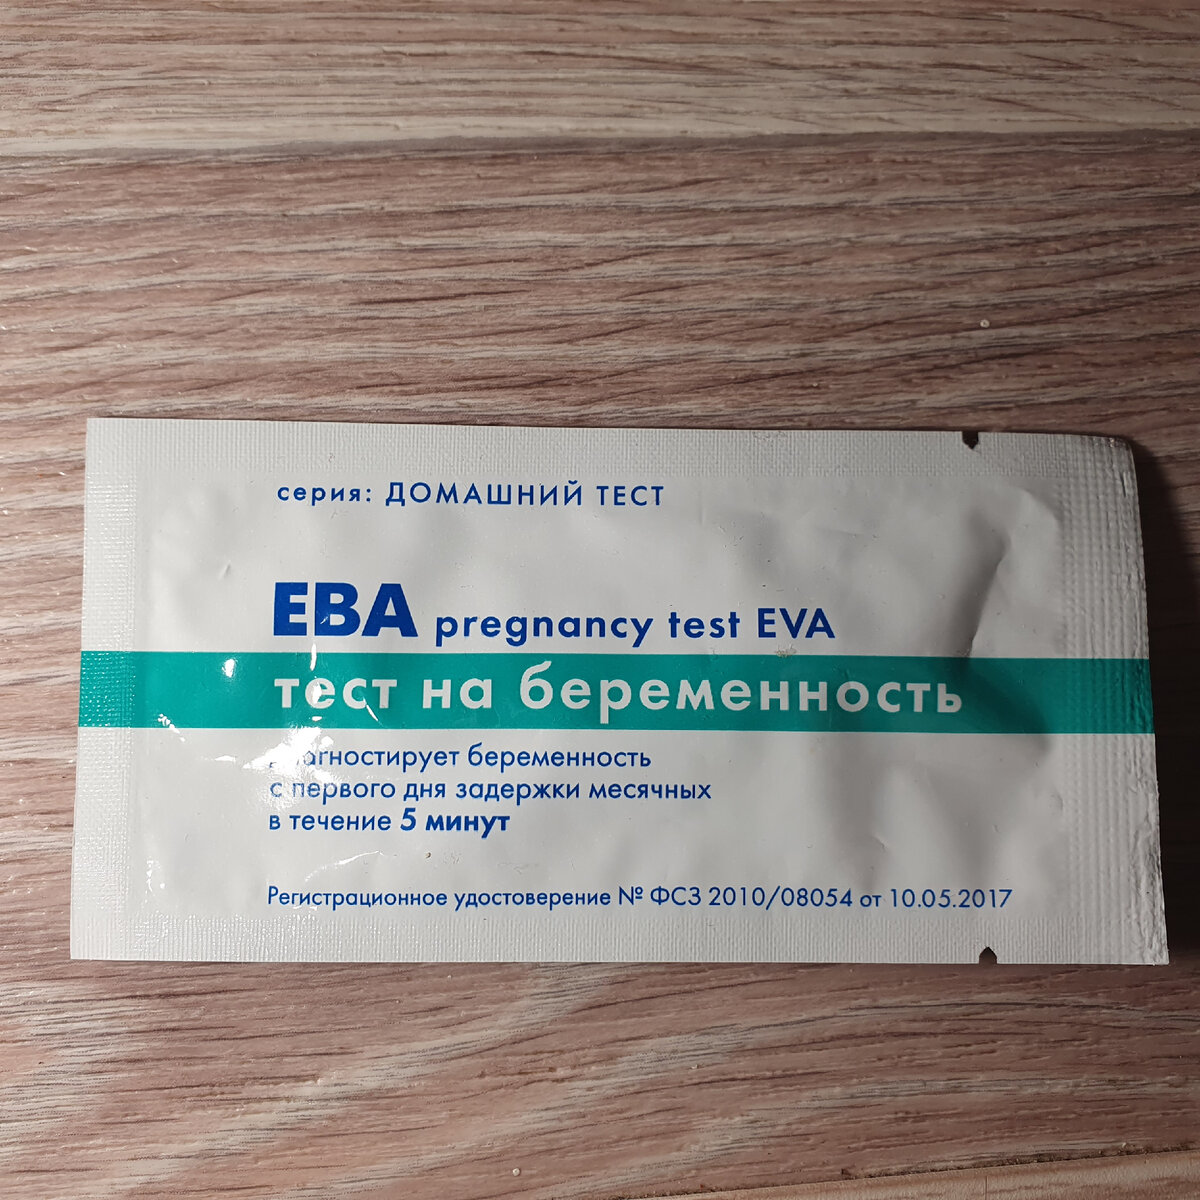 серия: ДОМАШНИЙ ТЕСТ
ЕВА pregnancy test EVA
тест на беременность
диагностирует беременность
с первого дня задержки месячных
в течение 5 минут
Регистрационное удостоверение № ФСЗ 2010/08054 от 10.05.2017